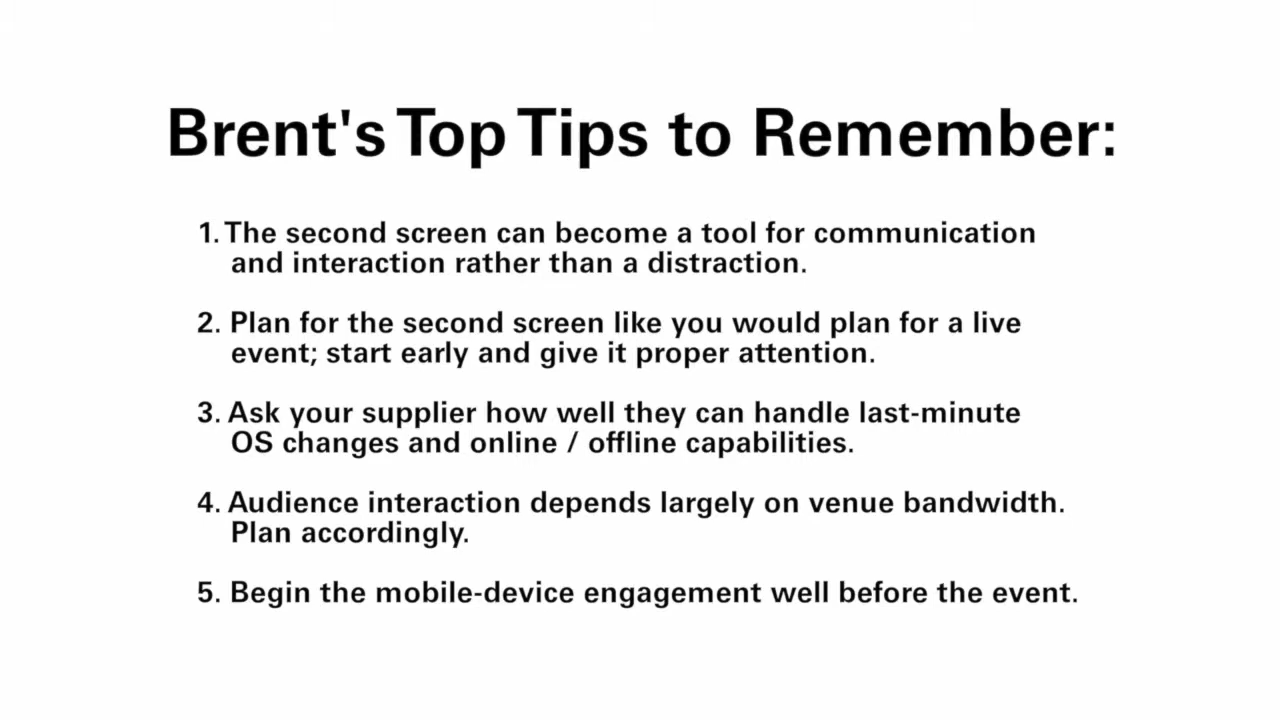 Brent's Top Tips to Remember:
1. The second screen can become a tool for communication
and interaction rather than a distraction.
2. Plan for the second screen like you would plan for a live
event; start early and give it proper attention.
3. Ask your supplier how well they can handle last-minute
OS changes and online / offline capabilities.
4. Audience interaction depends largely on venue bandwidth.
Plan accordingly.
5. Begin the mobile-device engagement well before the event.